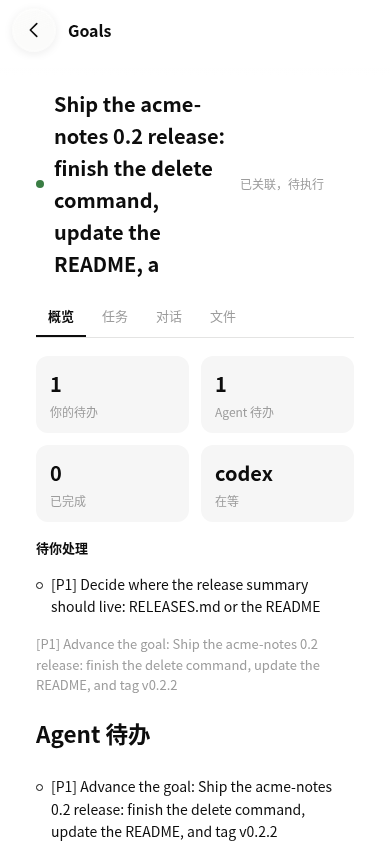 Goals
Ship the acme-
notes 0.2 release:
finish the delete
command,
update the
README, a
已关联，待执行
概览 任务 对话 文件
1
你的待办
1
Agent 待办
0
已完成
codex
在等
待你处理
[P1] Decide where the release summary
should live: RELEASES.md or the README
[P1] Advance the goal: Ship the acme-notes 0.2
release: finish the delete command, update the
README, and tag v0.2.2
Agent 待办
[P1] Advance the goal: Ship the acme-notes
0.2 release: finish the delete command,
update the README, and tag v0.2.2